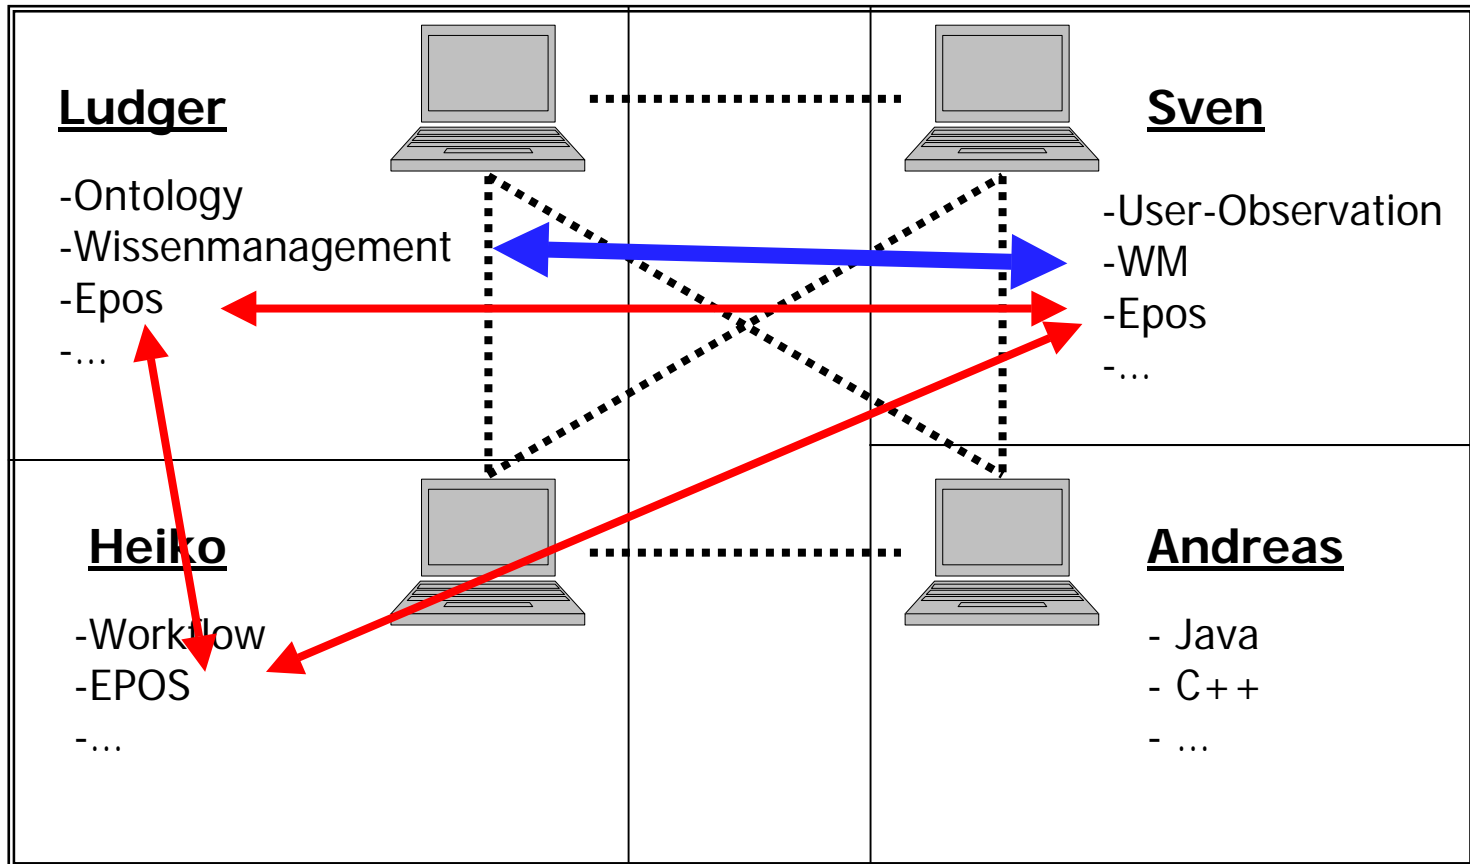 Ludger
-Ontology
-Wissenmanagement
-Epos
-...
Sven
-User-Observation
-WM
-Epos
-...
Heiko
-Workflow
-EPOS
-...
Andreas
- Java
- C++
- ...